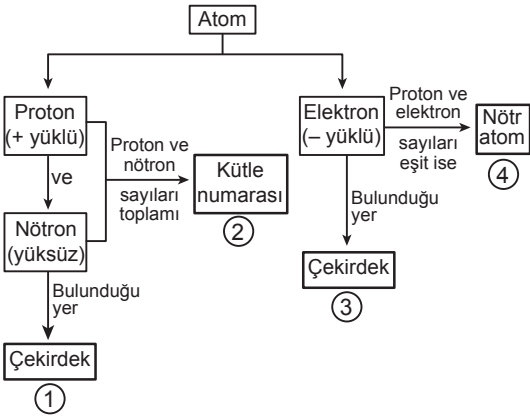 Atom
Proton
(+ yüklü)
ve
Nötron
(yüksüz)
Bulunduğu
yer
Çekirdek
1
Proton ve
nötron
sayıları
toplamı
Kütle
numarası
2
Elektron
(– yüklü)
Bulunduğu
yer
Çekirdek
3
Proton ve
elektron
sayıları
eşit ise
Nötr
atom
4